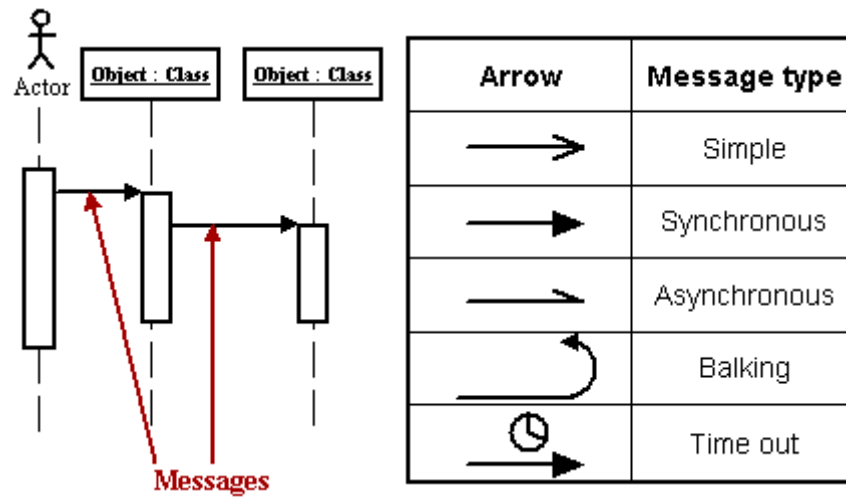 Actor
Object : Class
Object : Class
Messages
Arrow Message type
Simple
Synchronous
Asynchronous
Balking
Time out